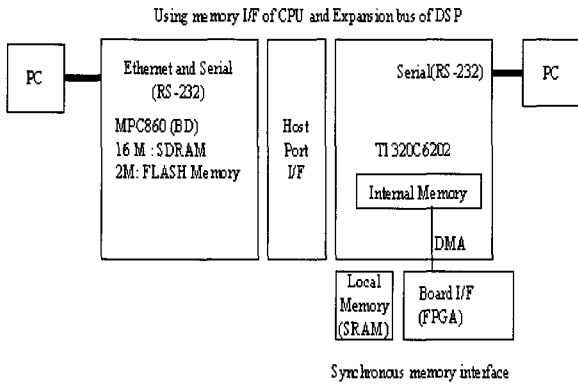 Using memory I/F of CPU and Expansion bus of DSP
PC
Ethernet and Serial
(RS-232)
MPC860 (BD)
16 M : SDRAM
2M: FLASH Memory
Host
Port
I/F
Serial(RS-232)
TI320C6202
Internal Memory
DMA
PC
Local
Memory
(SRAM)
Board I/F
(FPGA)
Synchronous memory interface